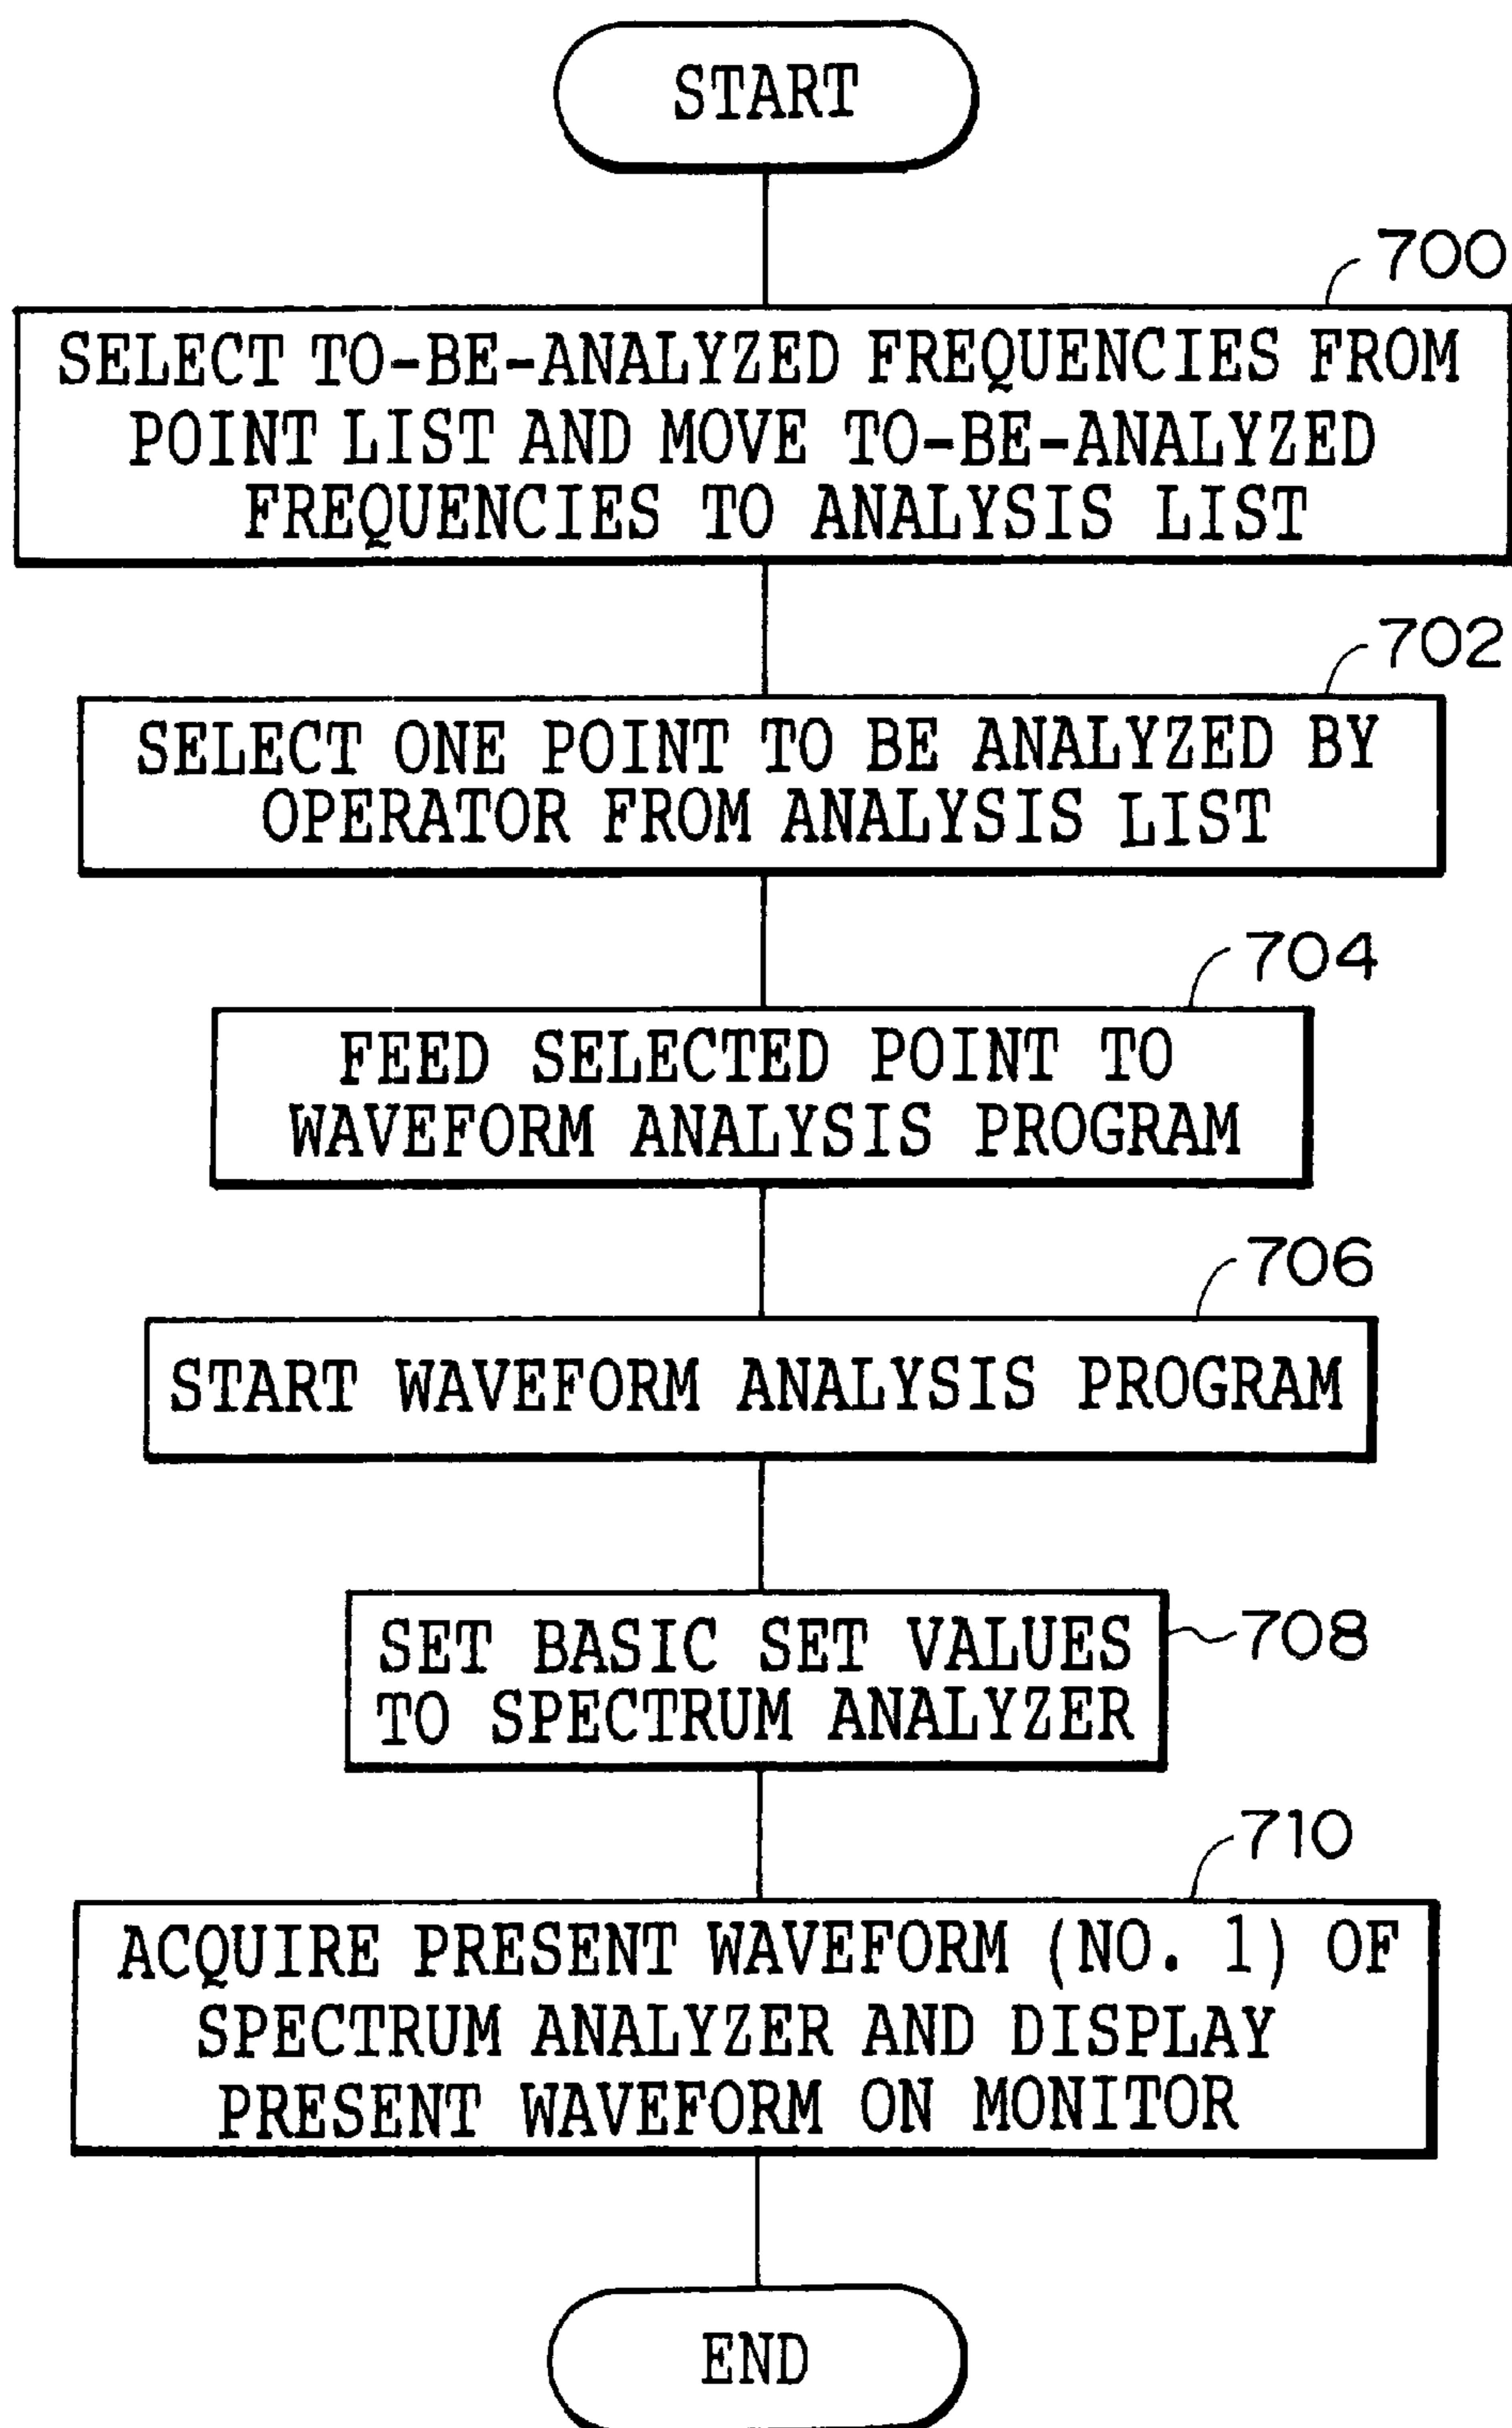 START
700
SELECT TO-BE-ANALYZED FREQUENCIES FROM
POINT LIST AND MOVE TO-BE-ANALYZED
FREQUENCIES TO ANALYSIS LIST
702
SELECT ONE POINT TO BE ANALYZED BY
OPERATOR FROM ANALYSIS LIST
704
FEED SELECTED POINT TO
WAVEFORM ANALYSIS PROGRAM
706
START WAVEFORM ANALYSIS PROGRAM
SET BASIC SET VALUES
TO SPECTRUM ANALYZER
708
710
ACQUIRE PRESENT WAVEFORM (NO. 1) OF
SPECTRUM ANALYZER AND DISPLAY
PRESENT WAVEFORM ON MONITOR
END